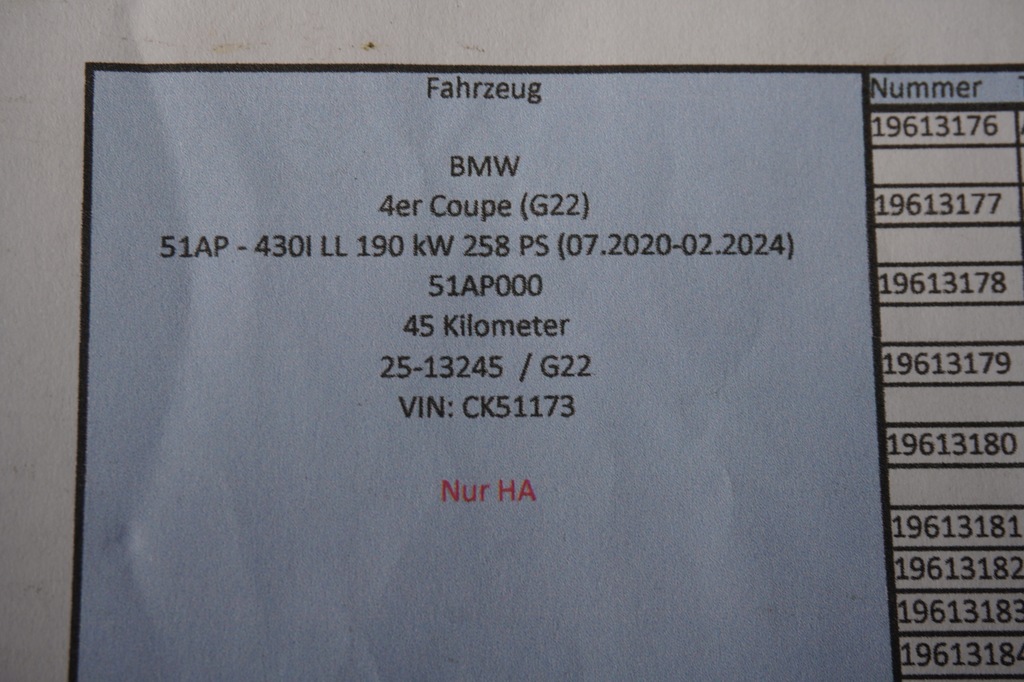 Fahrzeug
BMW
4er Coupe (G22)
51AP - 430I LL 190 kW 258 PS (07.2020-02.2024)
51AP000
45 Kilometer
25-13245 / G22
VIN: CK51173
Nur HA
Nummer
19613176
19613177
19613178
19613179
19613180
19613181
19613182
19613183
19613184